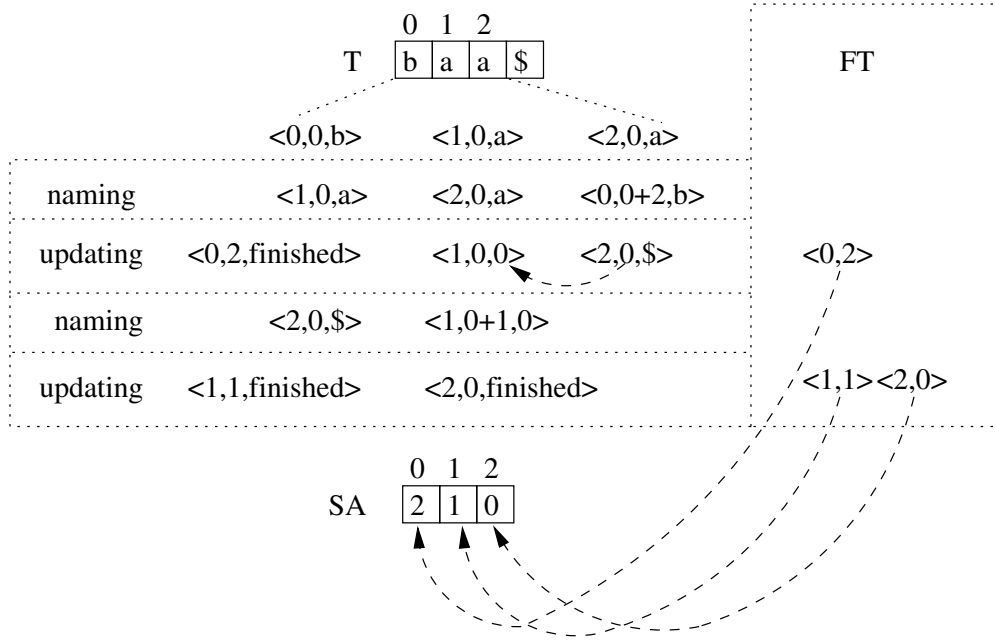 0 1 2
T b a a $ FT
<0,0,b> <1,0,a> <2,0,a>
naming <1,0,a> <2,0,a> <0,0+2,b>
updating <0,2,finished> <1,0,0> <2,0,$> <0,2>
naming <2,0,$> <1,0+1,0>
updating <1,1,finished> <2,0,finished> <1,1> <2,0>
0 1 2
SA 2 1 0